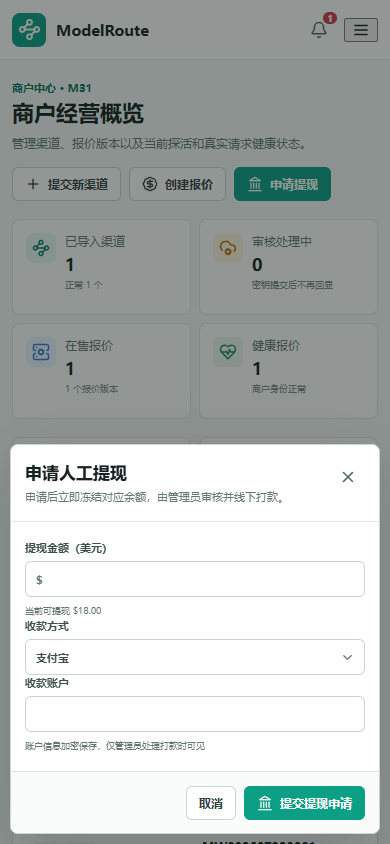 ModelRoute
1
商户中心 • M31
商户经营概览
管理渠道、报价版本以及当前探活和真实请求健康状态。
提交新渠道
创建报价
申请提现
已导入渠道
1
正常 1 个
审核处理中
0
密钥提交后不再回显
在售报价
1
1 个报价版本
健康报价
1
商户身份正常
申请人工提现
申请后立即冻结对应余额，由管理员审核并线下打款。
提现金额（美元）
$
当前可提现 $18.00
收款方式
支付宝
收款账户
账户信息加密保存，仅管理员处理打款时可见
取消
提交提现申请